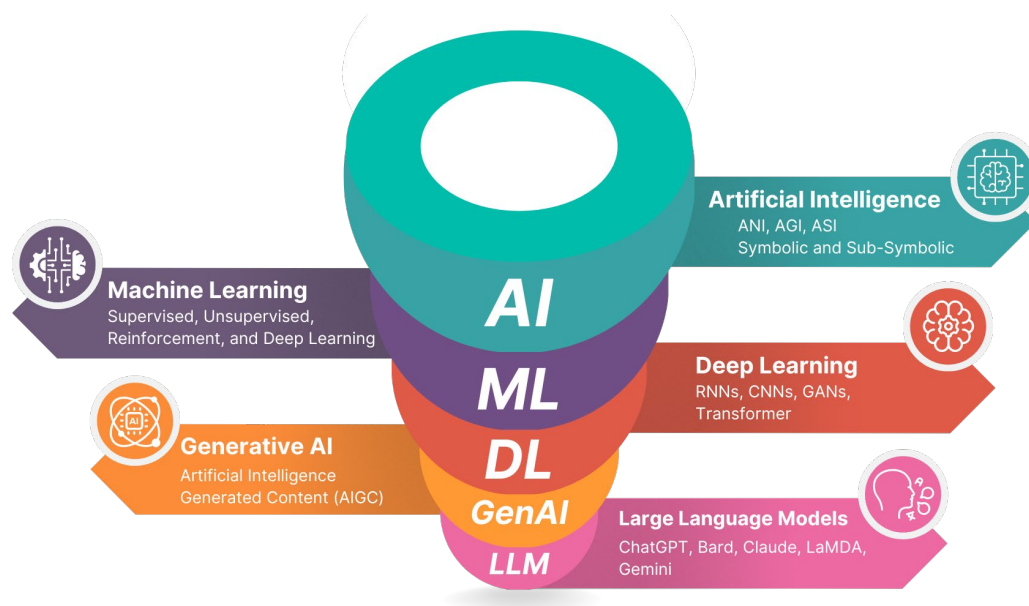 Artificial Intelligence
ANI, AGI, ASI
Symbolic and Sub-Symbolic
AI
Machine Learning
Supervised, Unsupervised,
Reinforcement, and Deep Learning
ML
Deep Learning
RNNs, CNNs, GANs,
Transformer
DL
AI
Generative AI
Artificial Intelligence
Generated Content (AIGC)
GenAI
Large Language Models
ChatGPT, Bard, Claude, LaMDA,
Gemini
LLM